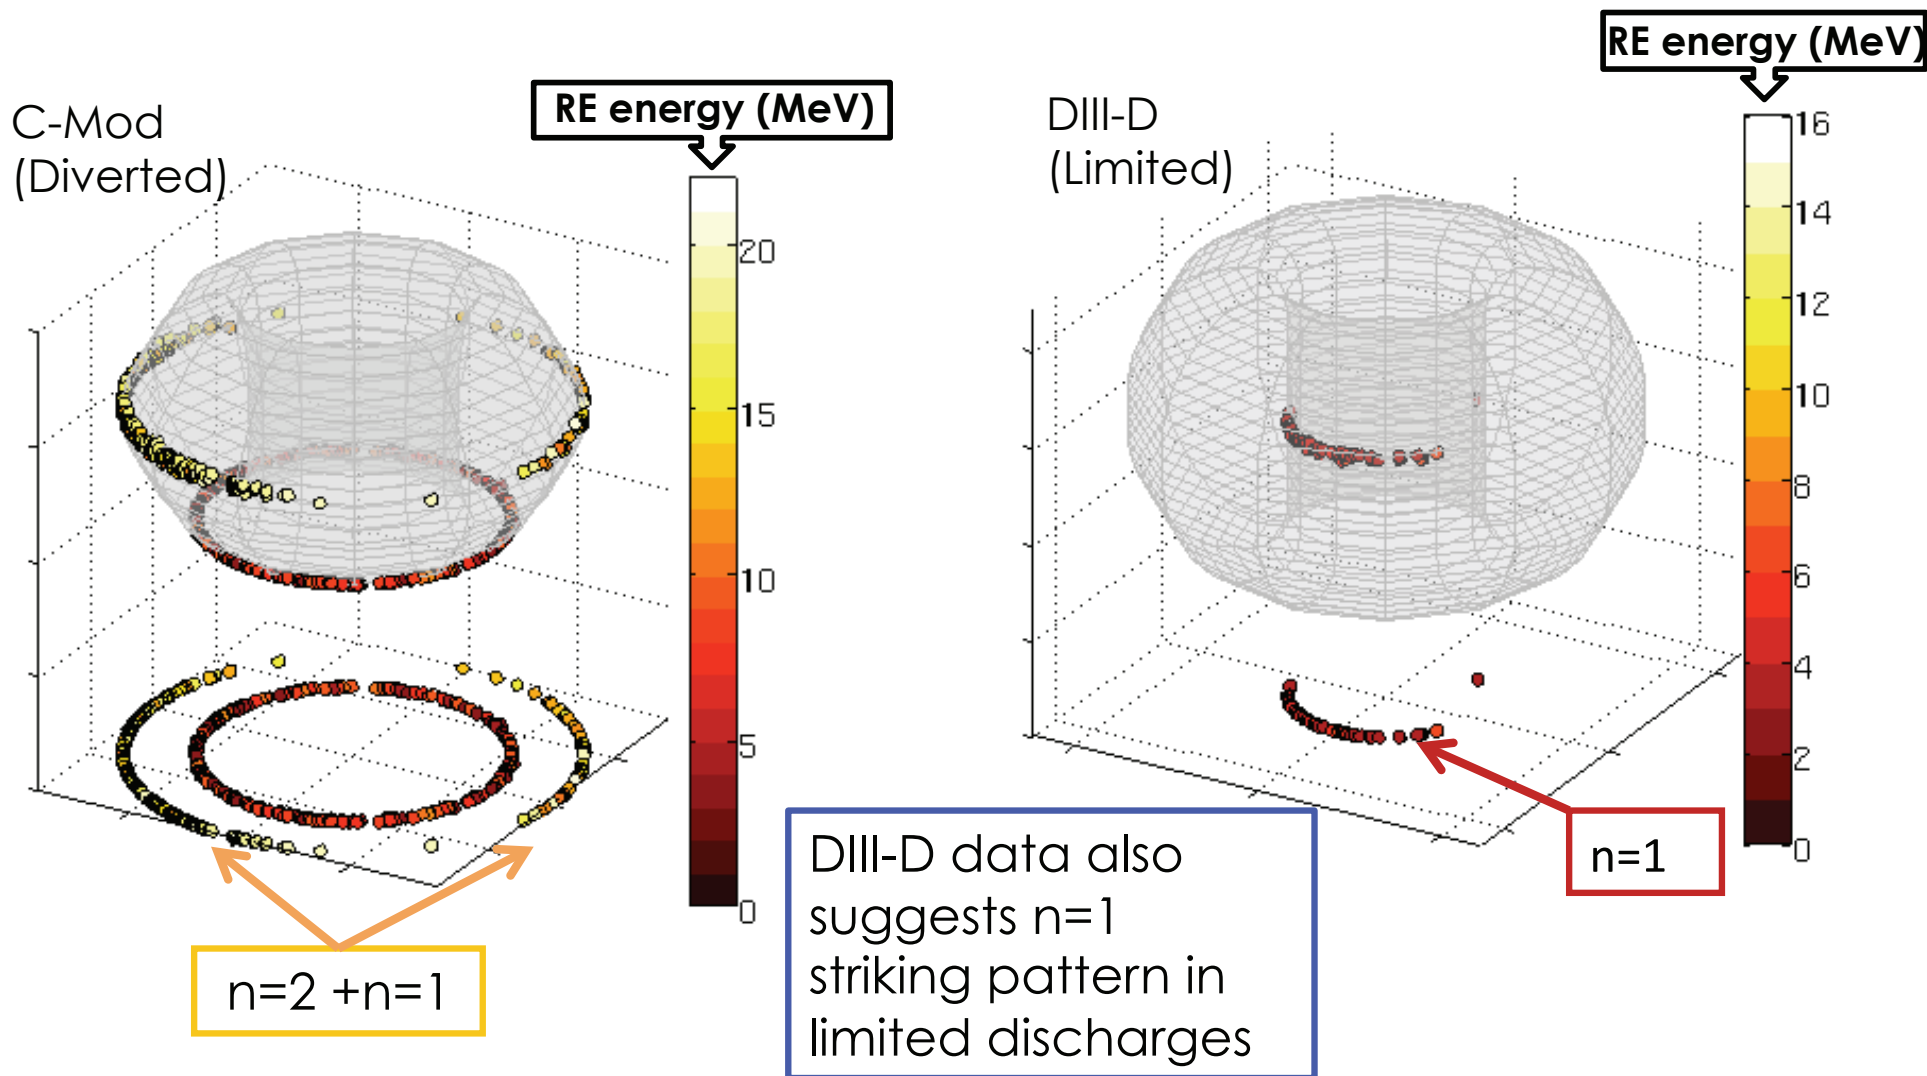 C-Mod
(Diverted)
RE energy (MeV)
20
15
10
5
0
n=2 +n=1
DIII-D
(Limited)
RE energy (MeV)
16
14
12
10
8
6
4
2
0
n=1
DIII-D data also
suggests n=1
striking pattern in
limited discharges